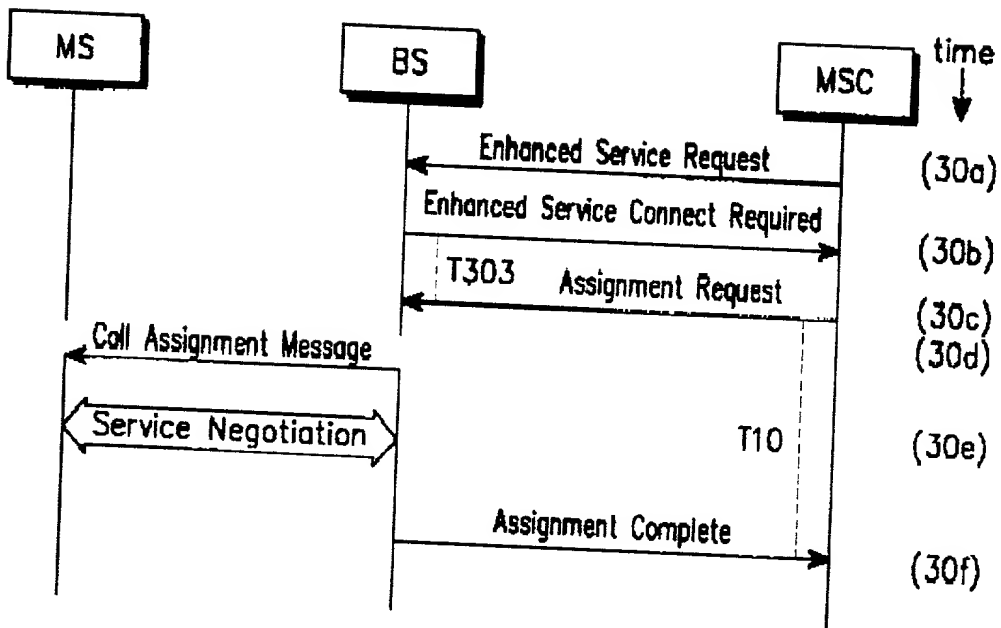 MS
BS
MSC
time
Enhanced Service Request
(30a)
Enhanced Service Connect Required
(30b)
T303
Assignment Request
(30c)
Call Assignment Message
(30d)
Service Negotiation
T10
(30e)
Assignment Complete
(30f)